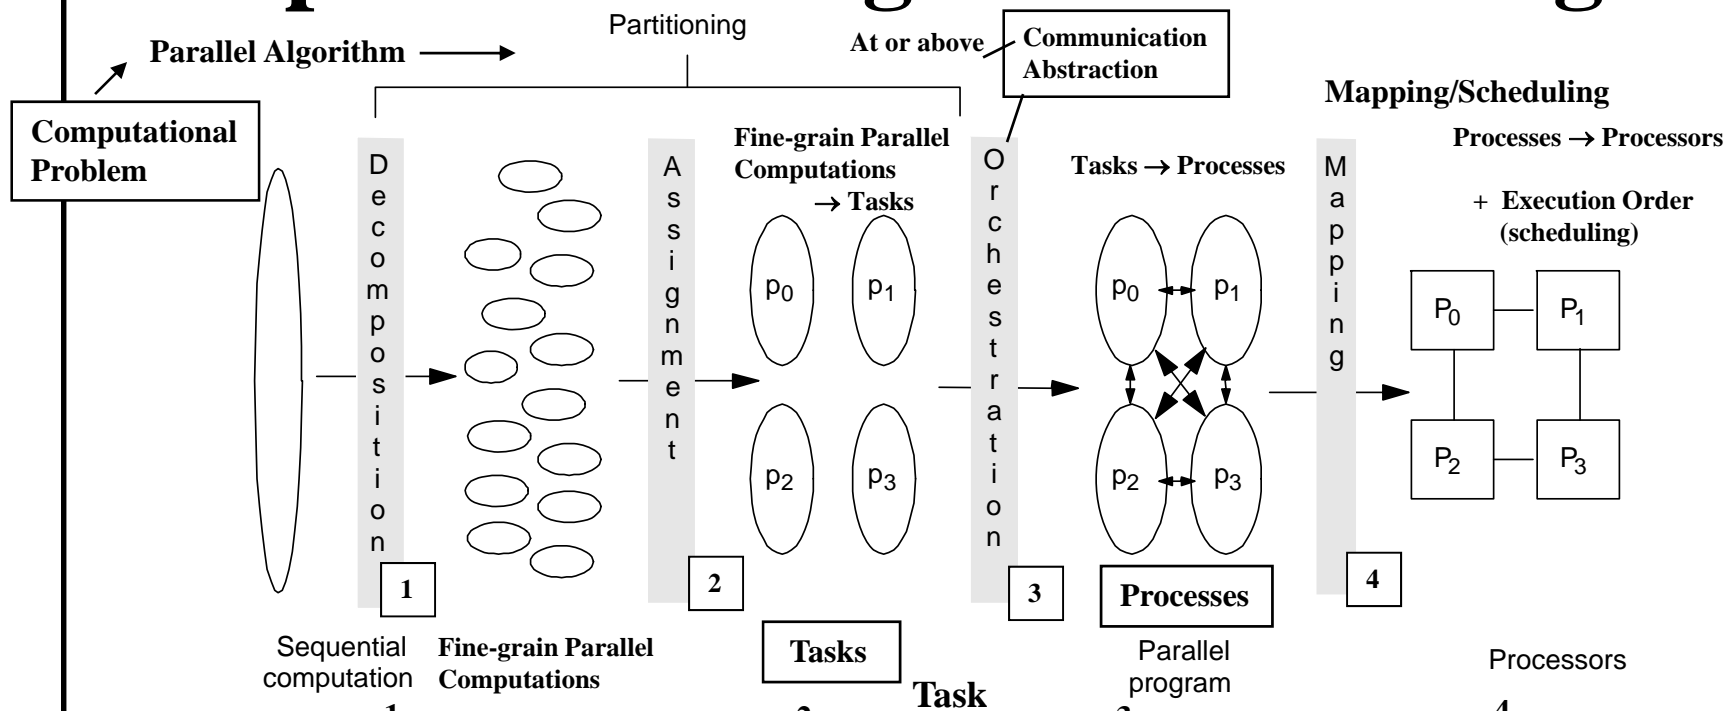 Partitioning
Parallel Algorithm
At or above
Communication
Abstraction
Mapping/Scheduling
Computational
Problem
Fine-grain Parallel
Computations
→ Tasks
Tasks → Processes
Processes → Processors
+ Execution Order
(scheduling)
Decomposition
Assignment
Orchestration
Mapping
p0
p1
p2
p3
p0
p1
p2
p3
P0
P1
P2
P3
1
2
3
4
Sequential
computation
Fine-grain Parallel
Computations
Tasks
Processes
Parallel
program
Processors
Task